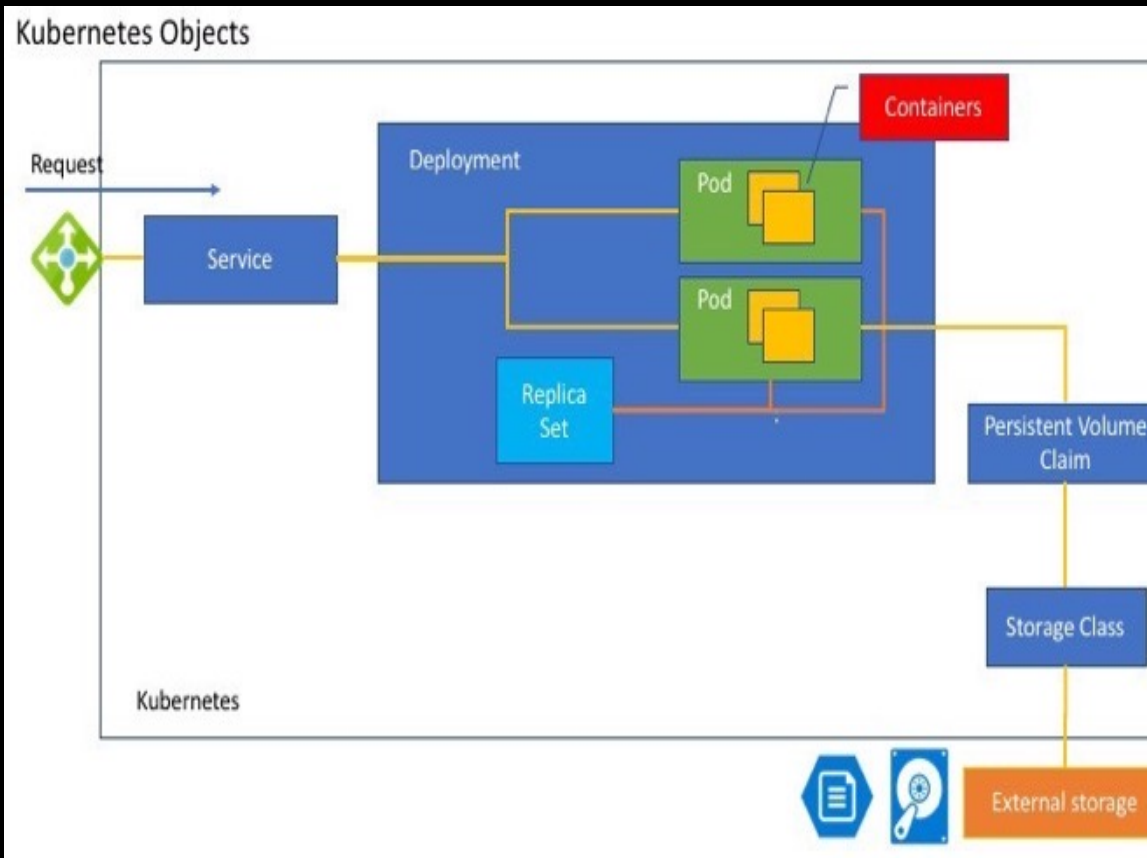 Kubernetes Objects
Containers
Request
Deployment
Pod
Service
Pod
Replica
Set
Persistent Volume
Claim
Storage Class
Kubernetes
External storage